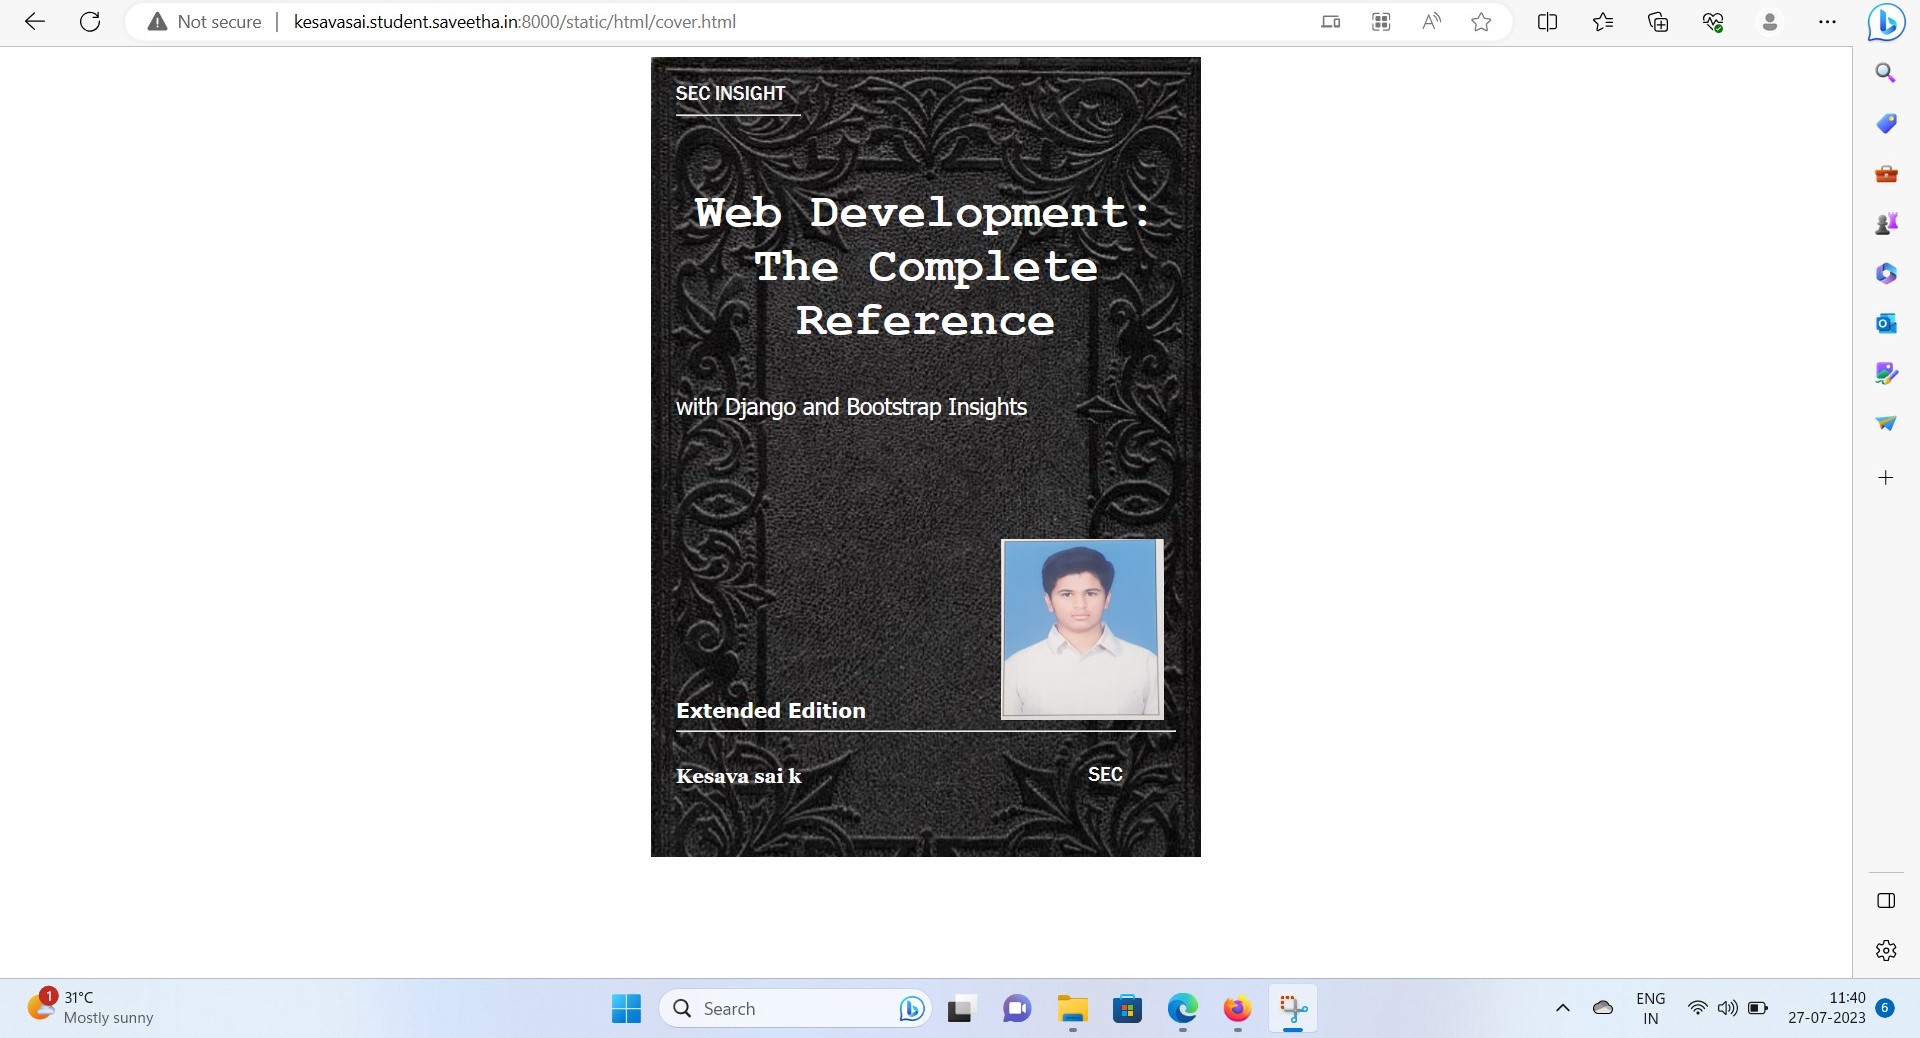 Not secure
kesavasai.student.saveetha.in:8000/static/html/cover.html
SEC INSIGHT
Web Development:
The Complete
Reference
with Django and Bootstrap Insights
Extended Edition
Kesava sai k
SEC
1
31°C
Mostly sunny
Search
ENG
IN
11:40
27-07-2023
6